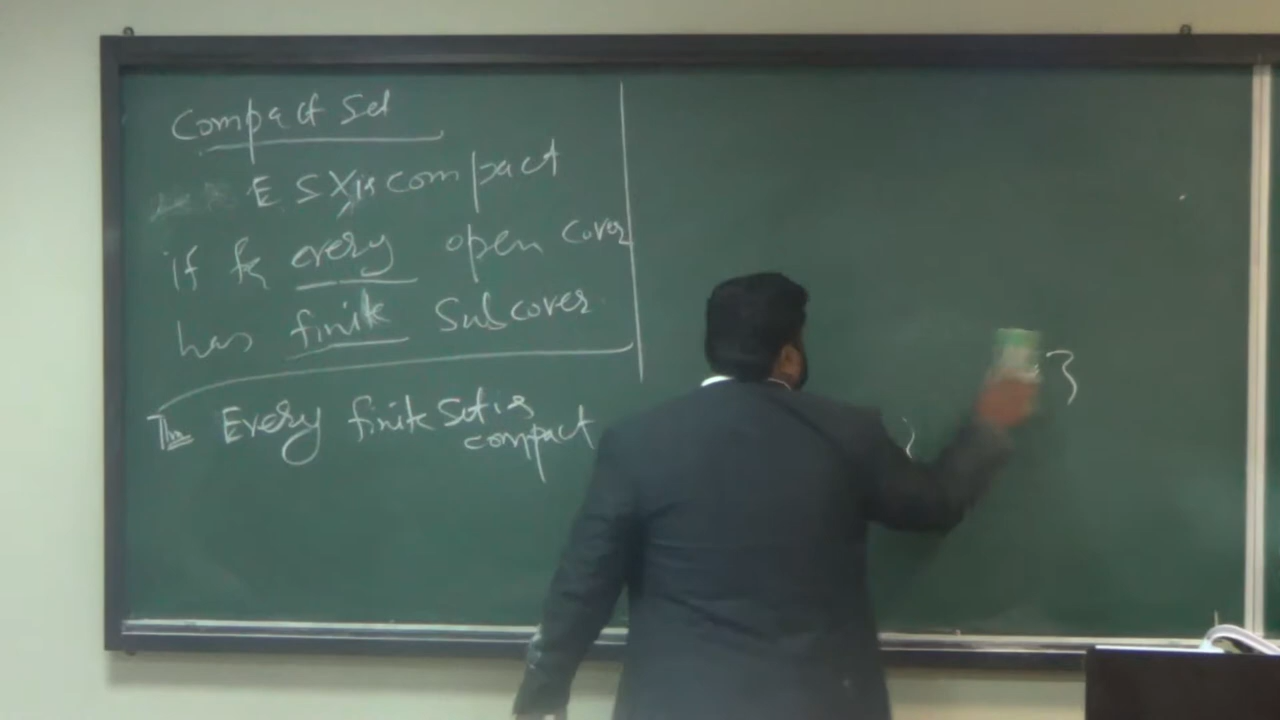 Compact Set
E ⊆ X is compact
if for every open cover
has finite Subcover
Thm Every finite set is
compact
}